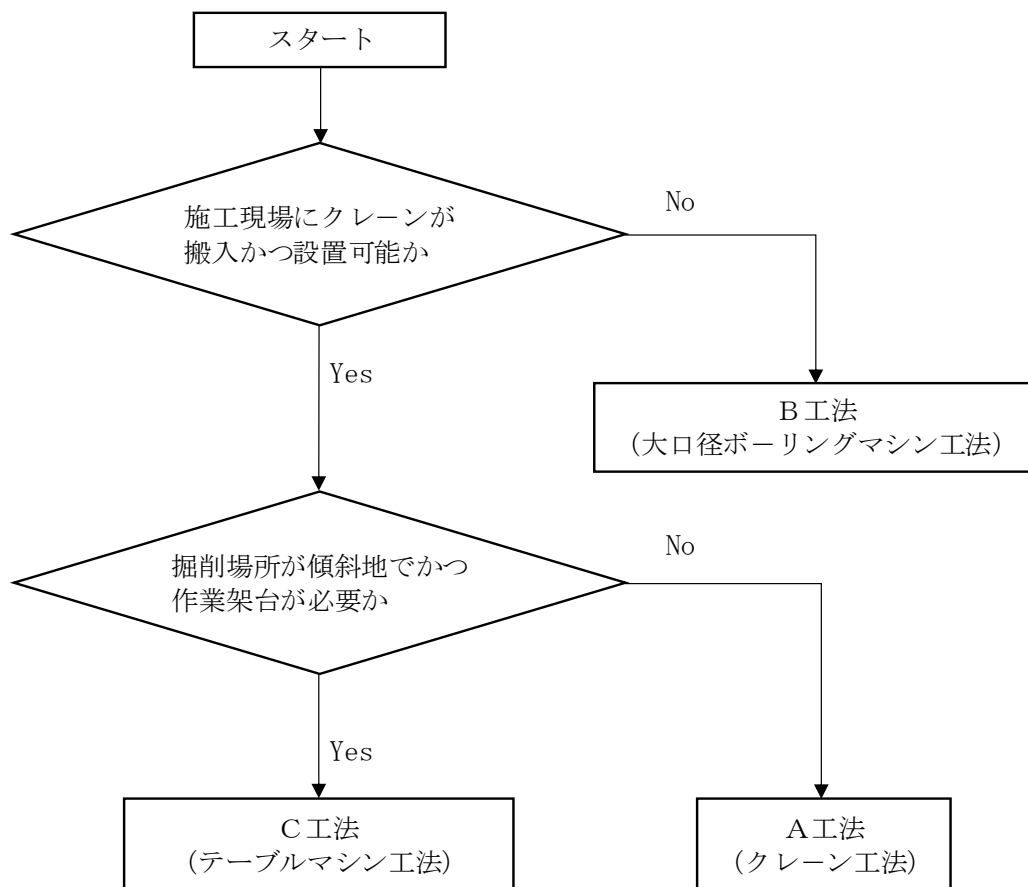 スタート
施工現場にクレーンが
搬入かつ設置可能か
No
Yes
B工法
(大口径ボーリングマシン工法)
掘削場所が傾斜地でかつ
作業架台が必要か
No
Yes
C工法
(テーブルマシン工法)
A工法
(クレーン工法)